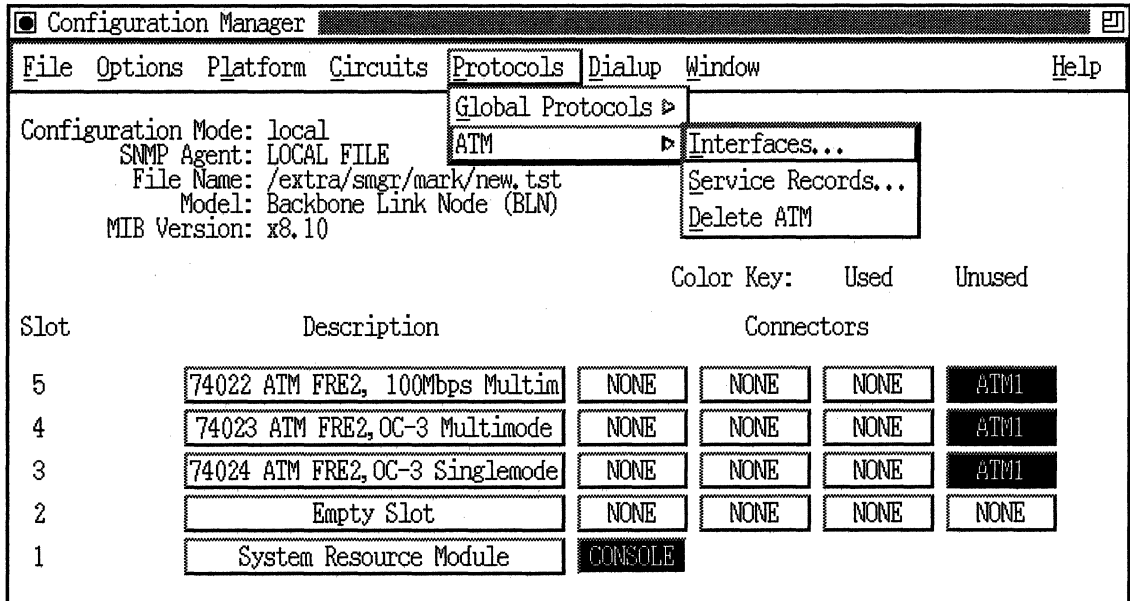 Configuration Manager
File Options Platform Circuits Protocols Dialup Window Help
Global Protocols
ATM
Interfaces...
Service Records...
Delete ATM
Configuration Mode: local
SNMP Agent: LOCAL FILE
File Name: /extra/smgr/mark/new.tst
Model: Backbone Link Node (BLN)
MIB Version: x8.10
Color Key: Used Unused
Slot Description Connectors
5 74022 ATM FRE2, 100Mbps Multim NONE NONE NONE ATM1
4 74023 ATM FRE2,OC-3 Multimode NONE NONE NONE ATM1
3 74024 ATM FRE2,OC-3 Singlemode NONE NONE NONE ATM1
2 Empty Slot NONE NONE NONE NONE
1 System Resource Module CONSOLE